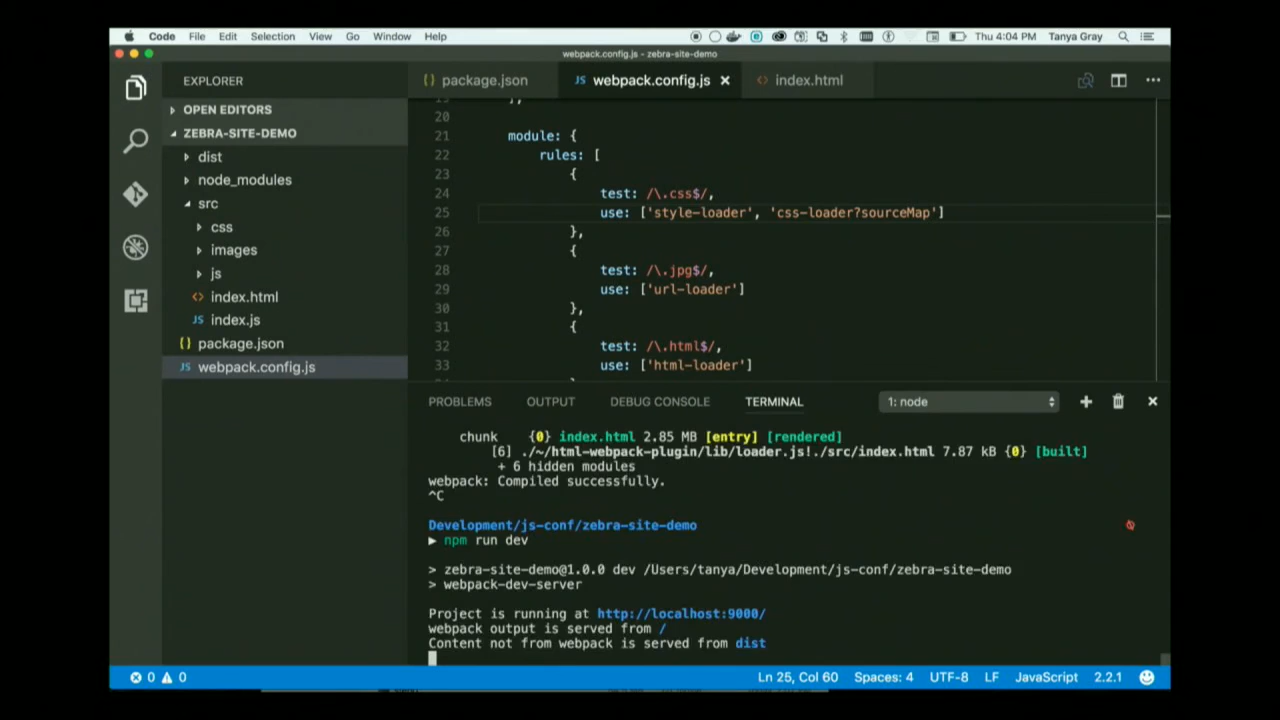 Code File Edit Selection View Go Window Help Thu 4:04 PM Tanya Gray
webpack.config.js - zebra-site-demo
EXPLORER
OPEN EDITORS
ZEBRA-SITE-DEMO
dist
node_modules
src
css
images
js
<> index.html
JS index.js
{} package.json
JS webpack.config.js
{} package.json JS webpack.config.js × <> index.html
20
21 module: {
22 rules: [
23 {
24 test: /\.css$/,
25 use: ['style-loader', 'css-loader?sourceMap']
26 },
27 {
28 test: /\.jpg$/,
29 use: ['url-loader']
30 },
31 {
32 test: /\.html$/,
33 use: ['html-loader']
PROBLEMS OUTPUT DEBUG CONSOLE TERMINAL 1: node
chunk {0} index.html 2.85 MB [entry] [rendered]
[6] ./~/html-webpack-plugin/lib/loader.js!./src/index.html 7.87 kB {0} [built]
+ 6 hidden modules
webpack: Compiled successfully.
^C
Development/js-conf/zebra-site-demo
▶ npm run dev
> zebra-site-demo@1.0.0 dev /Users/tanya/Development/js-conf/zebra-site-demo
> webpack-dev-server
Project is running at http://localhost:9000/
webpack output is served from /
Content not from webpack is served from dist
0 0 Ln 25, Col 60 Spaces: 4 UTF-8 LF JavaScript 2.2.1